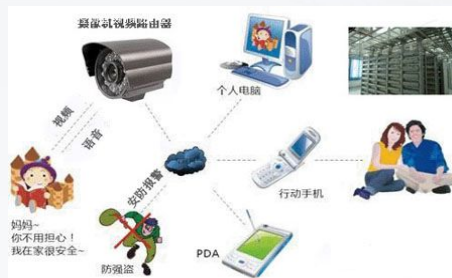 摄像机视频继电器
个人电脑
视频
语音
安防报警
行动手机
妈妈~
你不用担心！
我在家很安全~
防强盗
PDA